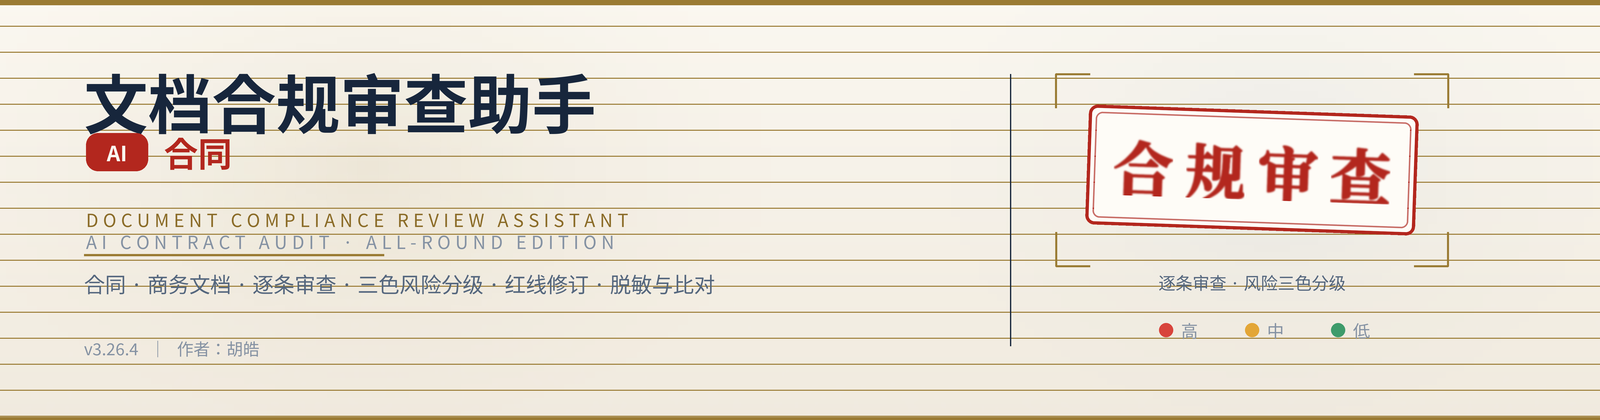 文档合规审查助手
AI 合同
DOCUMENT COMPLIANCE REVIEW ASSISTANT
AI CONTRACT AUDIT · ALL-ROUND EDITION
合同 · 商务文档 · 逐条审查 · 三色风险分级 · 红线修订 · 脱敏与比对
v3.26.4 | 作者：胡皓
合规审查
逐条审查 · 风险三色分级
高 中 低